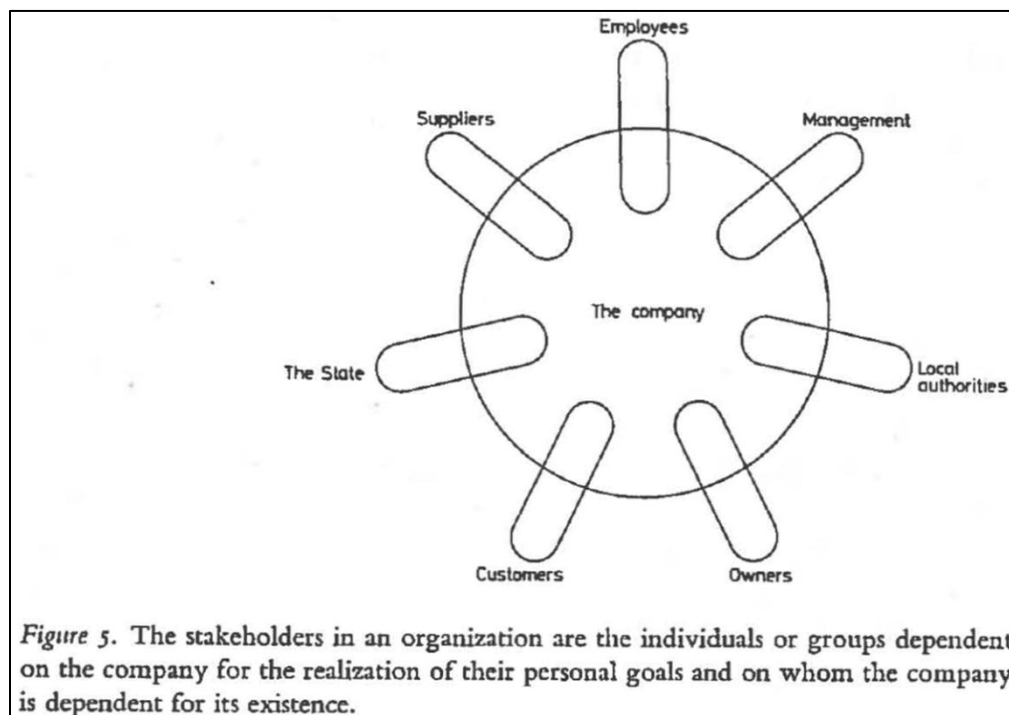 Employees
Suppliers
Management
The company
The State
Local
authorities
Customers
Owners
Figure 5. The stakeholders in an organization are the individuals or groups dependent
on the company for the realization of their personal goals and on whom the company
is dependent for its existence.